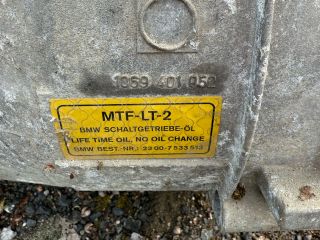 1069 401 052
MTF-LT-2
BMW SCHALTGETRIEBE-ÖL
LIFE TIME OIL, NO OIL CHANGE
BMW BEST.-NR.: 23 00-7 533 513